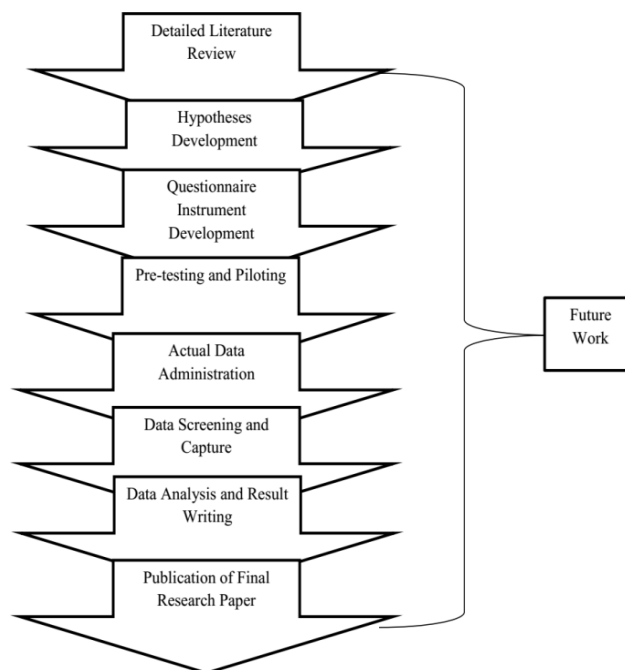 Detailed Literature
Review
Hypotheses
Development
Questionnaire
Instrument
Development
Pre-testing and Piloting
Actual Data
Administration
Data Screening and
Capture
Data Analysis and Result
Writing
Publication of Final
Research Paper
Future
Work